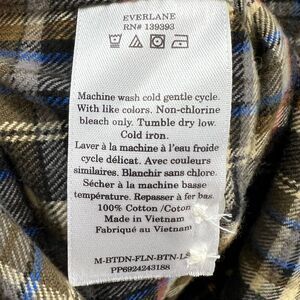 EVERLANE
RN# 139393
Machine wash cold gentle cycle.
With like colors. Non-chlorine
bleach only. Tumble dry low.
Cold iron.
Laver à la machine à l'eau froide
cycle délicat. Avec couleurs
similaires. Blanchir sans chlore.
Sécher à la machine basse
température. Repasser à fer bas.
100% Cotton /Coton
Made in Vietnam
Fabriqué au Vietnam
M-BTDN-FLN-BTN-LS
PP6924243188